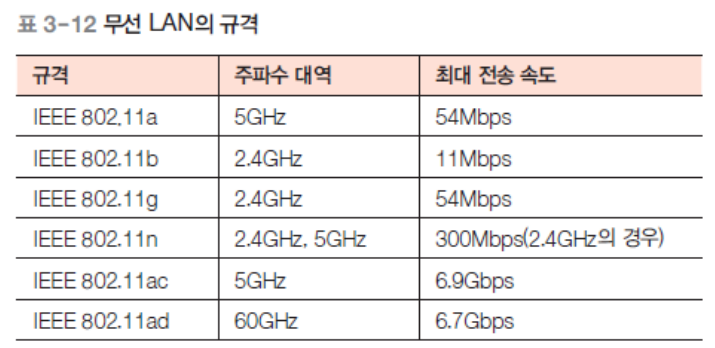 표 3-12 무선 LAN의 규격
규격 주파수 대역 최대 전송 속도
IEEE 802.11a 5GHz 54Mbps
IEEE 802.11b 2.4GHz 11Mbps
IEEE 802.11g 2.4GHz 54Mbps
IEEE 802.11n 2.4GHz, 5GHz 300Mbps(2.4GHz의 경우)
IEEE 802.11ac 5GHz 6.9Gbps
IEEE 802.11ad 60GHz 6.7Gbps